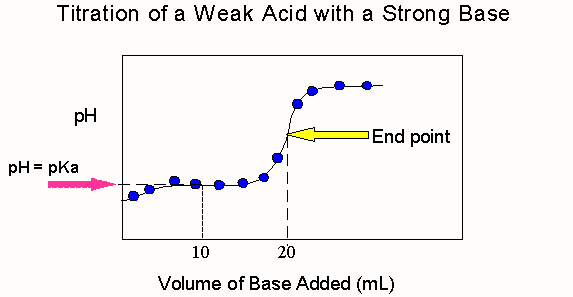 Titration of a Weak Acid with a Strong Base
pH
End point
pH = pKa
10
20
Volume of Base Added (mL)